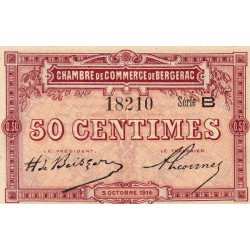 CHAMBRE DE COMMERCE DE BERGERAC
18210 Série B
0.50 50 CENTIMES 0.50
LE PRÉSIDENT, LE TRÉSORIER,
5 OCTOBRE 1914